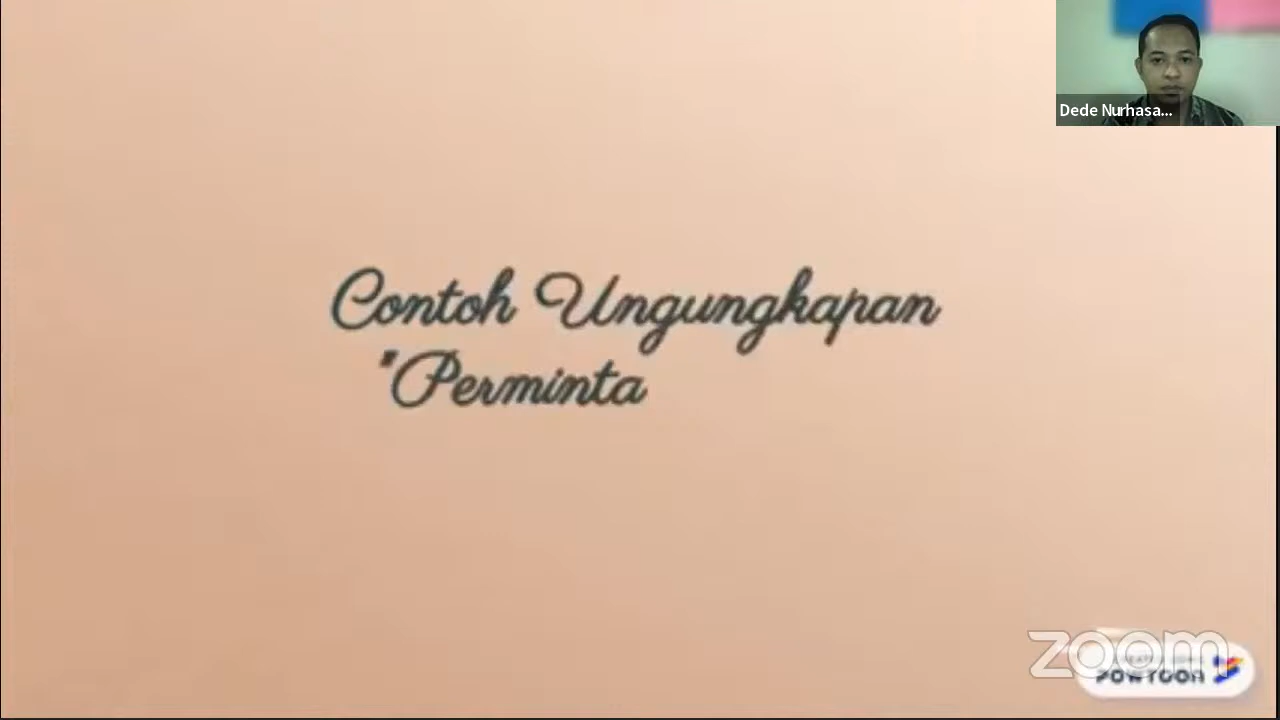 Dede Nurhasa...
Contoh Ungungkapan
"Perminta
zoom
POWTOON